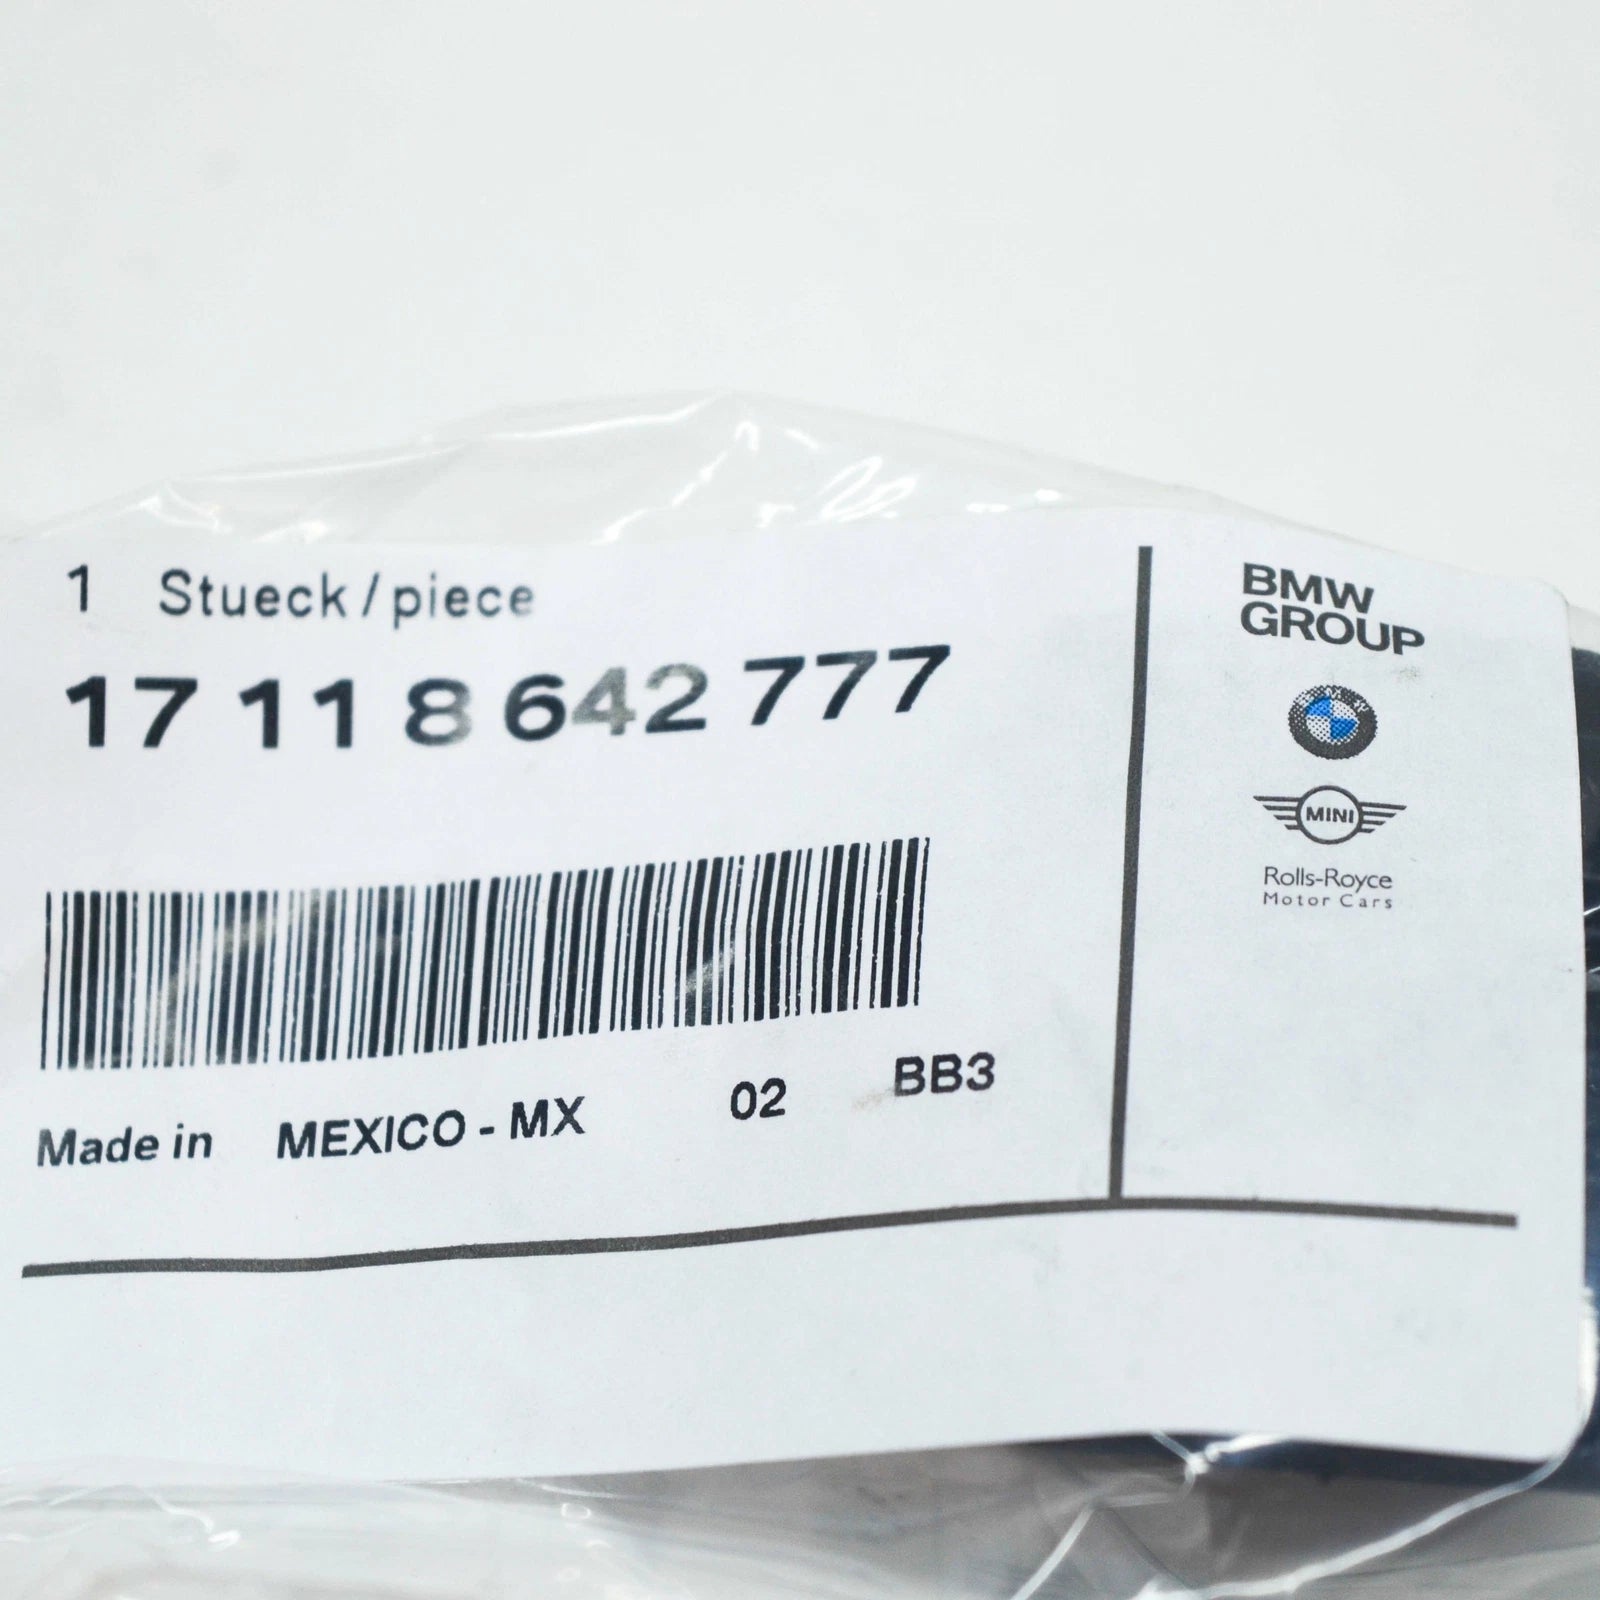 1 Stueck/piece
17 11 8 642 777
Made in MEXICO - MX 02 BB3
BMW
GROUP
BMW
MINI
Rolls-Royce
Motor Cars